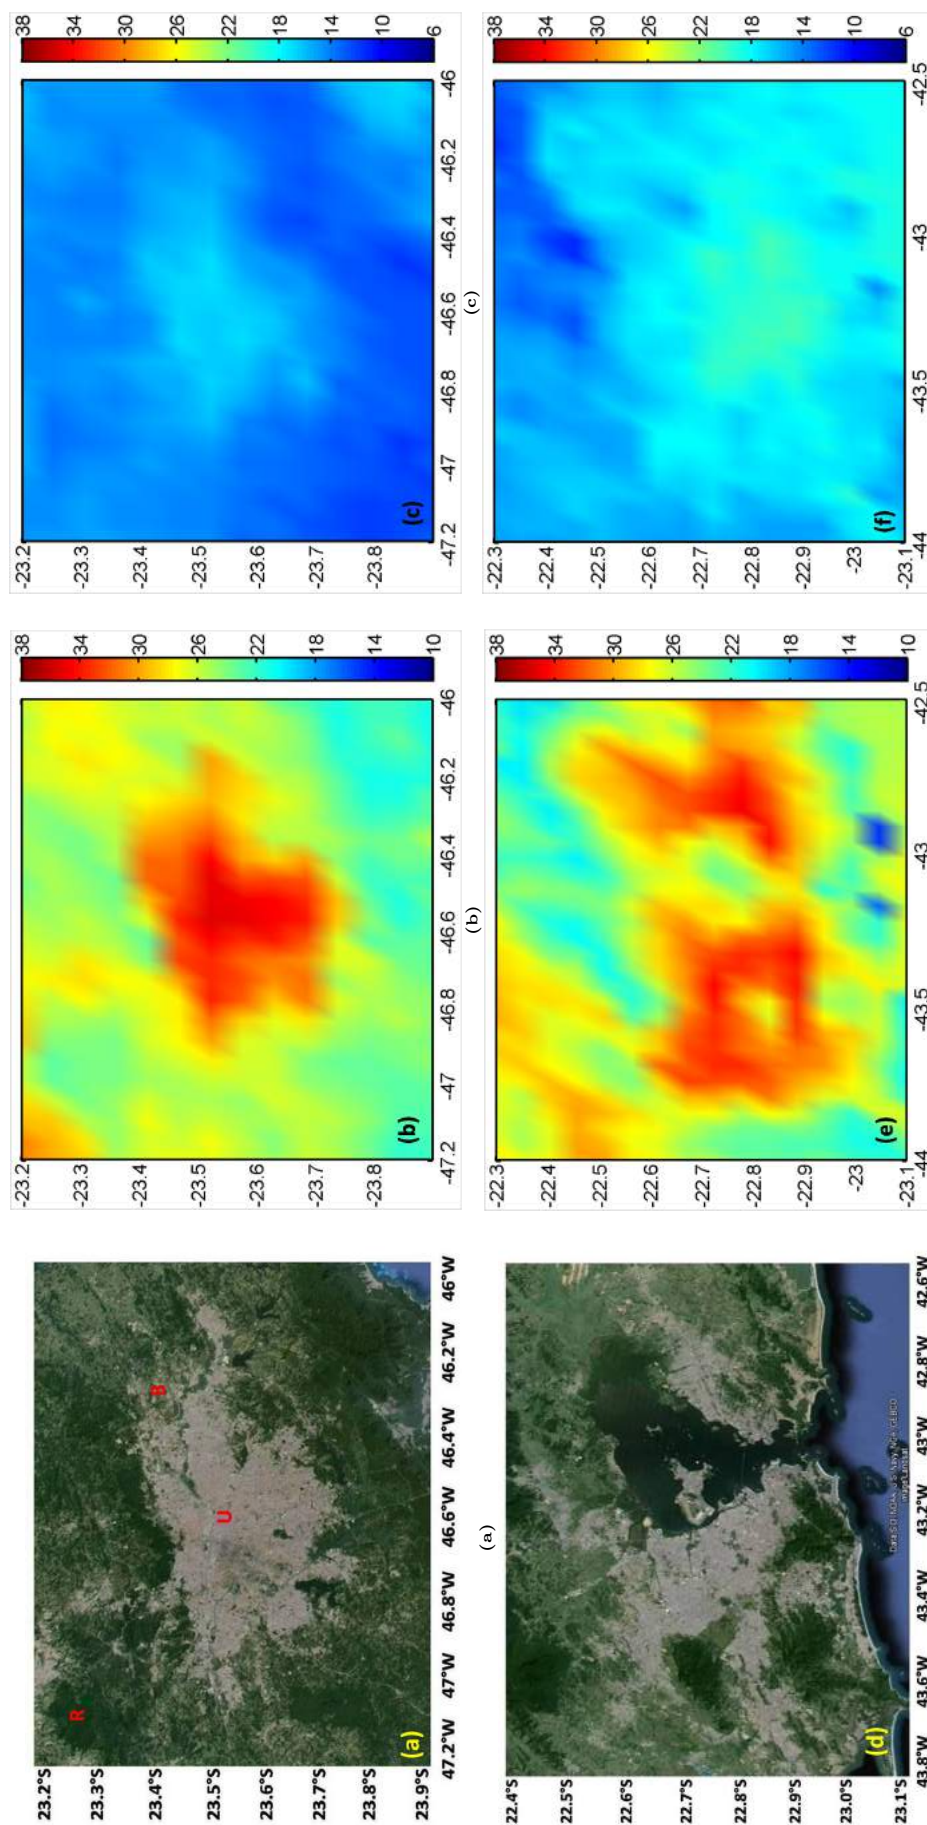 23.2°S
23.3°S
23.4°S
23.5°S
23.6°S
23.7°S
23.8°S
23.9°S
47.2°W
47°W
46.8°W
46.6°W
46.4°W
46.2°W
46°W
R
U
B
(a)
-23.2
-23.3
-23.4
-23.5
-23.6
-23.7
-23.8
-47.2
-47
-46.8
-46.6
-46.4
-46.2
-46
(b)
38
34
30
26
22
18
14
10
-23.2
-23.3
-23.4
-23.5
-23.6
-23.7
-23.8
-47.2
-47
-46.8
-46.6
-46.4
-46.2
-46
(c)
38
34
30
26
22
18
14
10
6
(a)
(b)
(c)
22.4°S
22.5°S
22.6°S
22.7°S
22.8°S
22.9°S
23.0°S
23.1°S
43.8°W
43.6°W
43.4°W
43.2°W
43°W
42.8°W
42.6°W
(d)
Data SIO, NOAA, U.S. Navy, NGA, GEBCO
Image Landsat
-22.3
-22.4
-22.5
-22.6
-22.7
-22.8
-22.9
-23
-23.1
-44
-43.5
-43
-42.5
(e)
38
34
30
26
22
18
14
10
-22.3
-22.4
-22.5
-22.6
-22.7
-22.8
-22.9
-23
-23.1
-44
-43.5
-43
-42.5
(f)
38
34
30
26
22
18
14
10
6